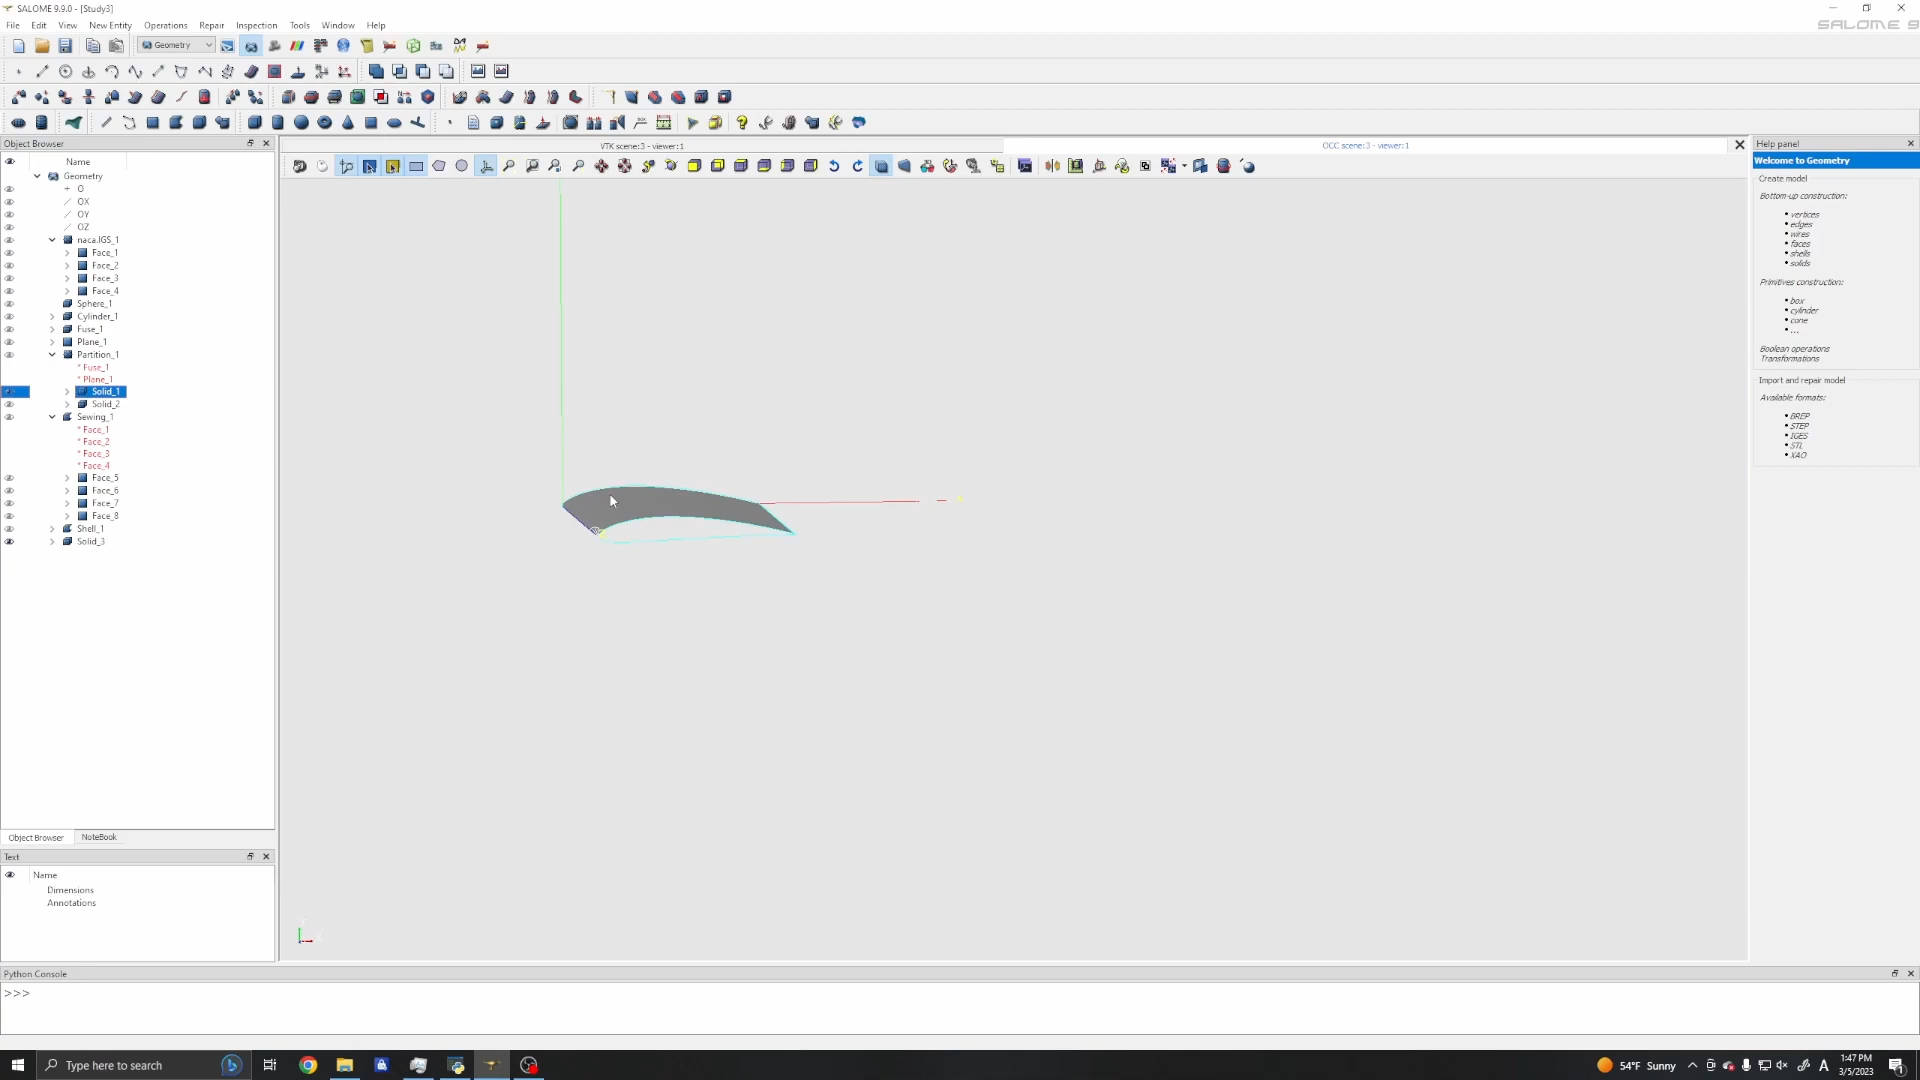 SALOME 9.9.0 - [Study3]
File Edit View New Entity Operations Repair Inspection Tools Window Help
SALOME 9
Geometry
Object Browser
VTK scene:3 - viewer:1
OCC scene:3 - viewer:1
Help panel
Name
Geometry
O
OX
OY
OZ
naca.IGS_1
Face_1
Face_2
Face_3
Face_4
Sphere_1
Cylinder_1
Fuse_1
Plane_1
Partition_1
* Fuse_1
* Plane_1
Solid_1
Solid_2
Sewing_1
* Face_1
* Face_2
* Face_3
* Face_4
Face_5
Face_6
Face_7
Face_8
Shell_1
Solid_3
Welcome to Geometry
Create model
Bottom-up construction:
• vertices
• edges
• wires
• faces
• shells
• solids
Primitives construction:
• box
• cylinder
• cone
• ...
Boolean operations
Transformations
Import and repair model
Available formats:
• BREP
• STEP
• IGES
• STL
• XAO
Object Browser NoteBook
Text
Name
Dimensions
Annotations
Python Console
>>>
Type here to search
54°F Sunny
A
1:47 PM
3/5/2023
1